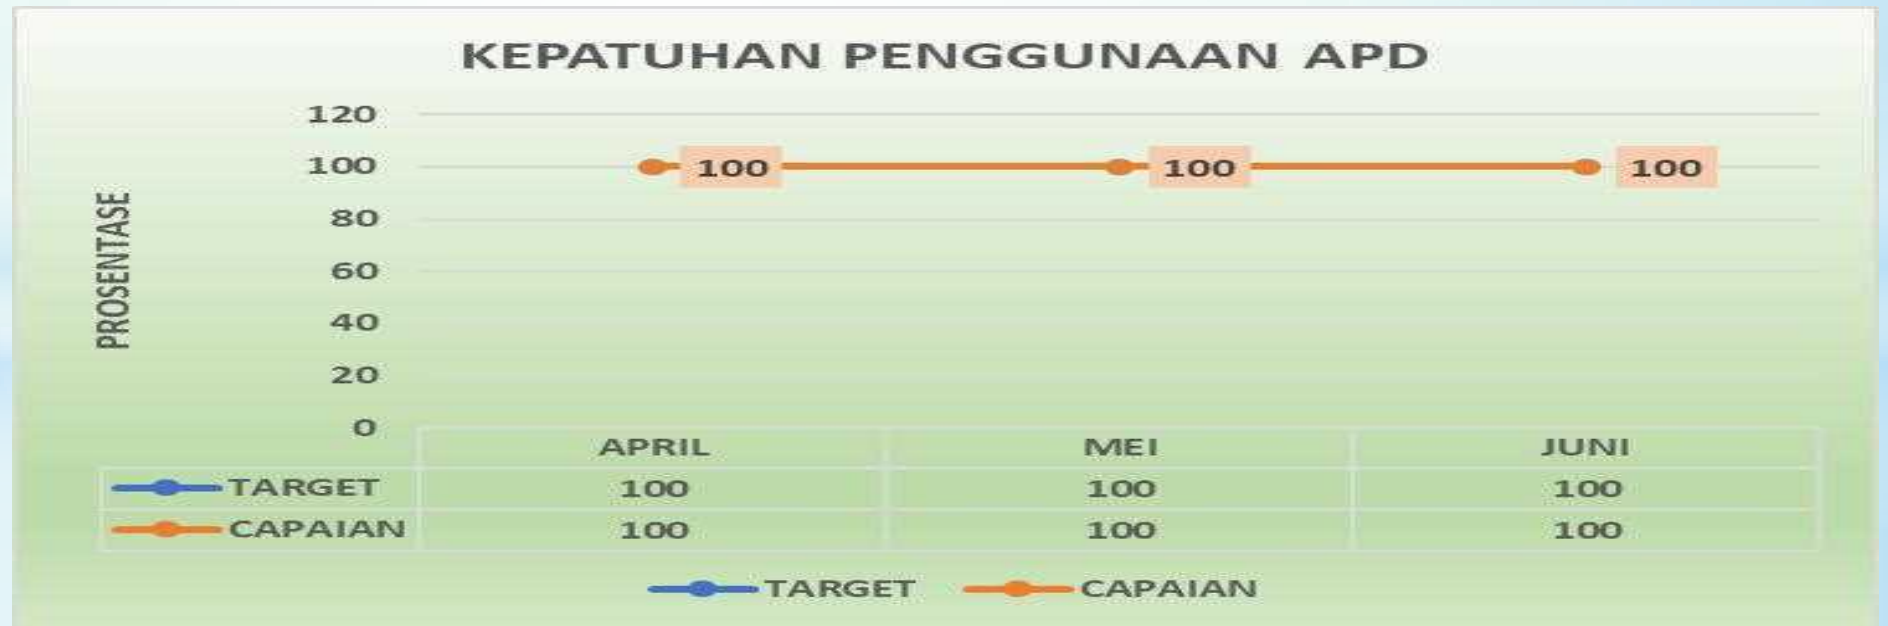 KEPATUHAN PENGGUNAAN APD
PROSENTASE
120
100
80
60
40
20
0
100 100 100
APRIL MEI JUNI
TARGET 100 100 100
CAPAIAN 100 100 100
TARGET CAPAIAN